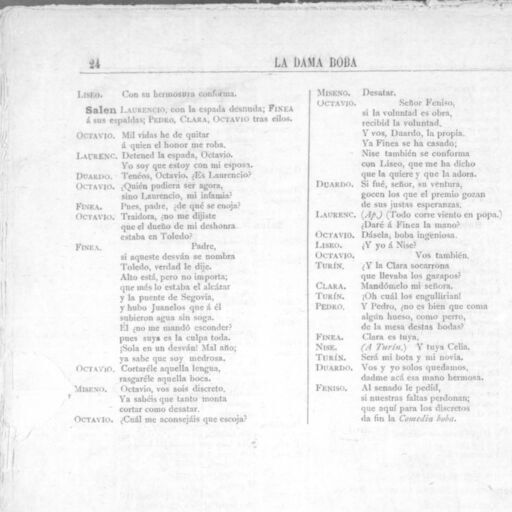 24
LA DAMA BOBA
LISEO. Con su hermosura conforma.
Salen LAURENCIO, con la espada desnuda; FINEA
á sus espaldas; PEDRO, CLARA, OCTAVIO tras ellos.
OCTAVIO. Mil vidas he de quitar
á quien el honor me roba.
LAURENC. Detened la espada, Octavio.
Yo soy que estoy con mi esposa.
DUARDO. Teneos, Octavio. ¿Es Laurencio?
OCTAVIO. ¿Quién pudiera ser agora,
sino Laurencio, mi infamia?
FINEA. Pues, padre, ¿de qué se enoja?
OCTAVIO. Traidora, ¿no me dijiste
que el dueño de mi deshonra
estaba en Toledo?
FINEA. Padre,
si aqueste desván se nombra
Toledo, verdad le dije.
Alto está, pero no importa;
que más lo estaba el alcázar
y la puente de Segovia,
y hubo Juanelos que á él
subieron agua sin soga.
Él ¿no me mandó esconder?
pues suya es la culpa toda.
¡Sola en un desván! Mal año;
ya sabe que soy medrosa.
OCTAVIO. Cortaréle aquella lengua,
rasgaréle aquella boca.
MISENO. Octavio, vos sois discreto,
Ya sabéis que tanto monta
cortar como desatar.
OCTAVIO. ¿Cuál me aconsejáis que escoja?
MISENO. Desatar.
OCTAVIO. Señor Feniso,
si la voluntad es obra,
recibid la voluntad,
Y vos, Duardo, la propia.
Ya Finea se ha casado;
Nise también se conforma
con Liseo, que me ha dicho
que la quiere y que la adora.
DUARDO. Si fué, señor, su ventura,
gocen los que el premio gozan
de sus justas esperanzas.
LAURENC. (Ap.) (Todo corre viento en popa.)
¿Daré á Finea la mano?
OCTAVIO. Dásela, boba ingeniosa.
LISEO. ¿Y yo á Nise?
OCTAVIO. Vos también.
TURÍN. ¿Y la Clara socarrona
que llevaba los gazapos?
CLARA. Mandómelo mi señora.
TURÍN. ¡Oh cuál los engullirían!
PEDRO. Y Pedro, ¿no es bien que coma
algún hueso, como perro,
de la mesa destas bodas?
FINEA. Clara es tuya.
NISE. (A Turín.) Y tuya Celia.
TURÍN. Será mi bota y mi novia.
DUARDO. Vos y yo solos quedamos,
dadme acá esa mano hermosa.
FENISO. Al senado le pedid,
si nuestras faltas perdonan;
que aquí para los discretos
da fin la Comedia boba.